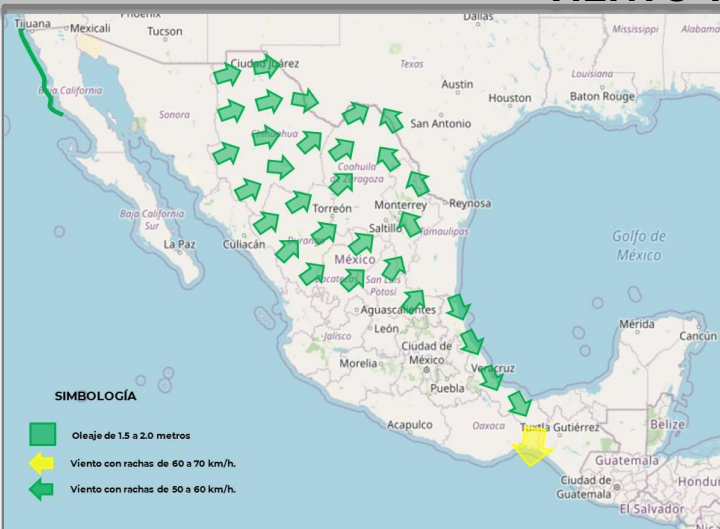 Phoenix
Dallas
Tijuana
Mexicali
Tucson
Mississippi
Alabama
Ciudad Juárez
Texas
Louisiana
Baja California
Austin
Houston
Baton Rouge
Sonora
San Antonio
Chihuahua
Coahuila
de Zaragoza
Baja California
Sur
Torreón
Monterrey
Reynosa
La Paz
Culiacán
Durango
Saltillo
Tamaulipas
Golfo de
México
México
Zacatecas
San Luis
Potosí
Aguascalientes
León
Mérida
Cancún
Jalisco
Ciudad de
México
Morelia
Veracruz
Puebla
SIMBOLOGÍA
Acapulco
Oaxaca
Tuxtla Gutiérrez
Belize
Oleaje de 1.5 a 2.0 metros
Viento con rachas de 60 a 70 km/h.
Guatemala
Viento con rachas de 50 a 60 km/h.
Ciudad de
Guatemala
Hondur
El Salvador